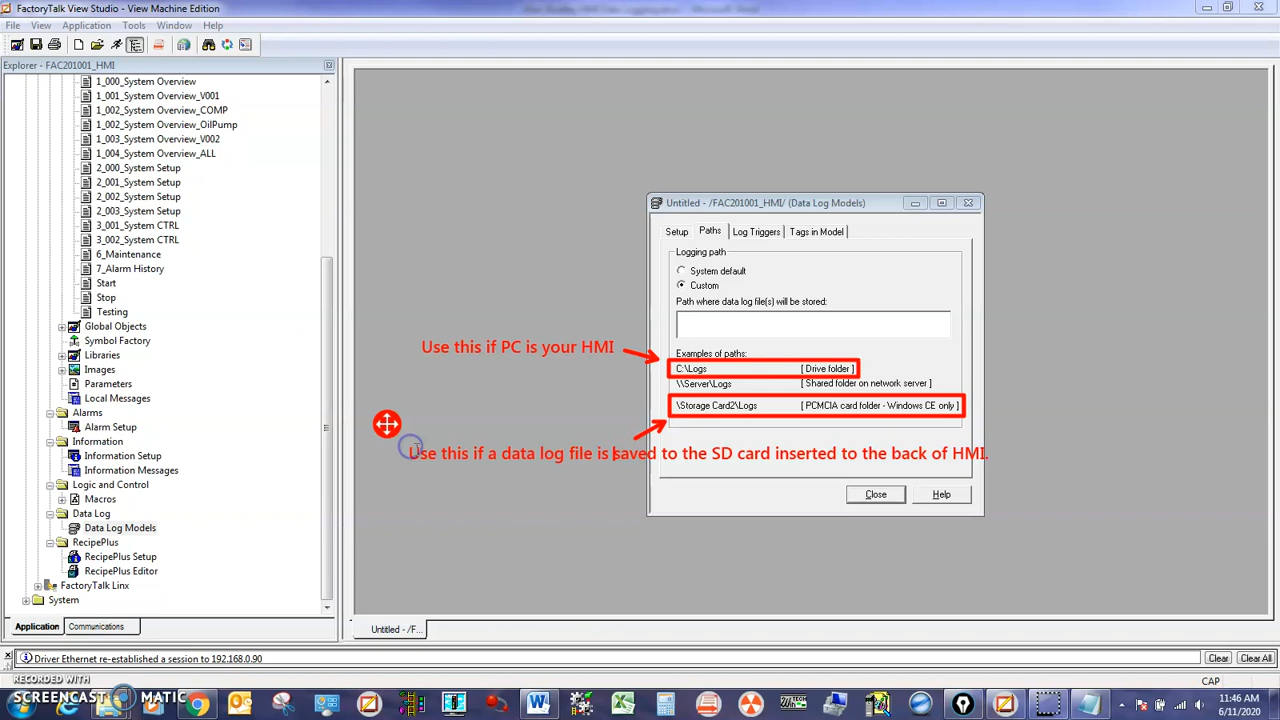 FactoryTalk View Studio - View Machine Edition
File View Application Tools Window Help
Explorer - FAC201001_HMI
1_000_System Overview
1_001_System Overview_V001
1_002_System Overview_COMP
1_002_System Overview_OilPump
1_003_System Overview_V002
1_004_System Overview_ALL
2_000_System Setup
2_001_System Setup
2_002_System Setup
2_003_System Setup
3_001_System CTRL
3_002_System CTRL
6_Maintenance
7_Alarm History
Start
Stop
Testing
Global Objects
Symbol Factory
Libraries
Images
Parameters
Local Messages
Alarms
Alarm Setup
Information
Information Setup
Information Messages
Logic and Control
Macros
Data Log
Data Log Models
RecipePlus
RecipePlus Setup
RecipePlus Editor
FactoryTalk Linx
System
Application Communications
Untitled - /FAC201001_HMI/ (Data Log Models)
Setup Paths Log Triggers Tags in Model
Logging path
System default
Custom
Path where data log file(s) will be stored:
Use this if PC is your HMI
Examples of paths:
C:\Logs [ Drive folder ]
\\Server\Logs [ Shared folder on network server ]
\Storage Card2\Logs [ PCMCIA card folder - Windows CE only ]
Use this if a data log file is saved to the SD card inserted to the back of HMI.
Close Help
Untitled - /F...
Driver Ethernet re-established a session to 192.168.0.90
Clear Clear All
CAP
RECORDED WITH
SCREENCAST MATIC
11:46 AM
6/11/2020